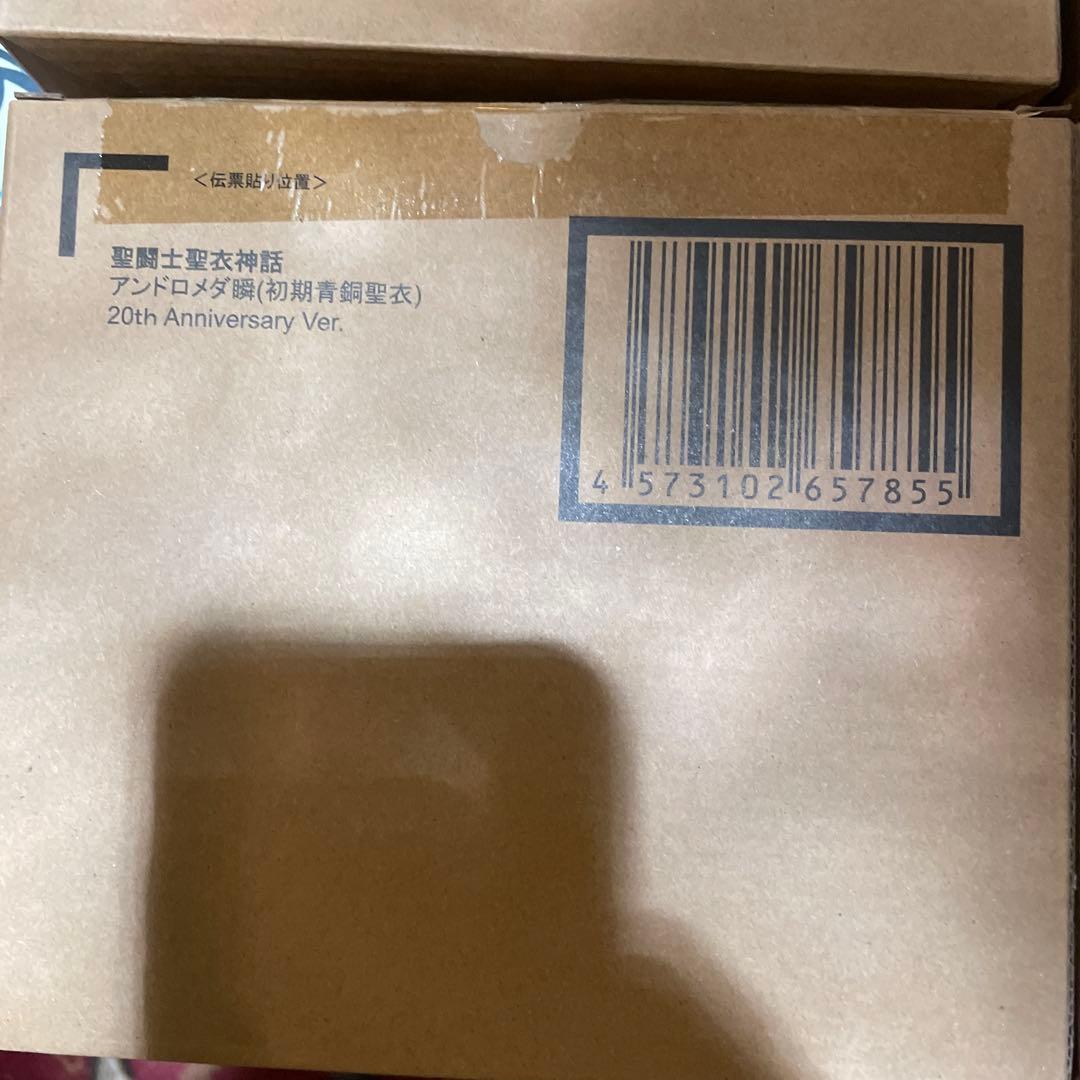 <伝票貼り位置>
聖闘士聖衣神話
アンドロメダ瞬(初期青銅聖衣)
20th Anniversary Ver.
4 573102 657855